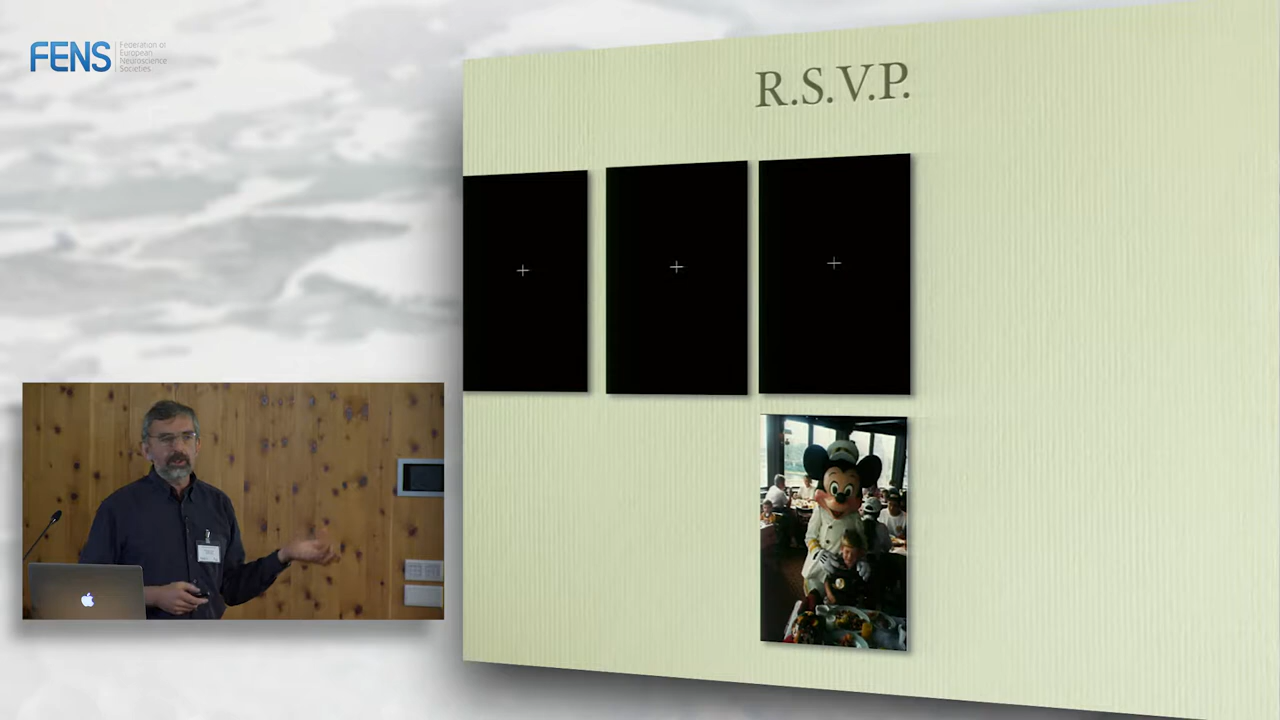 FENS
Federation of
European
Neuroscience
Societies
R.S.V.P.